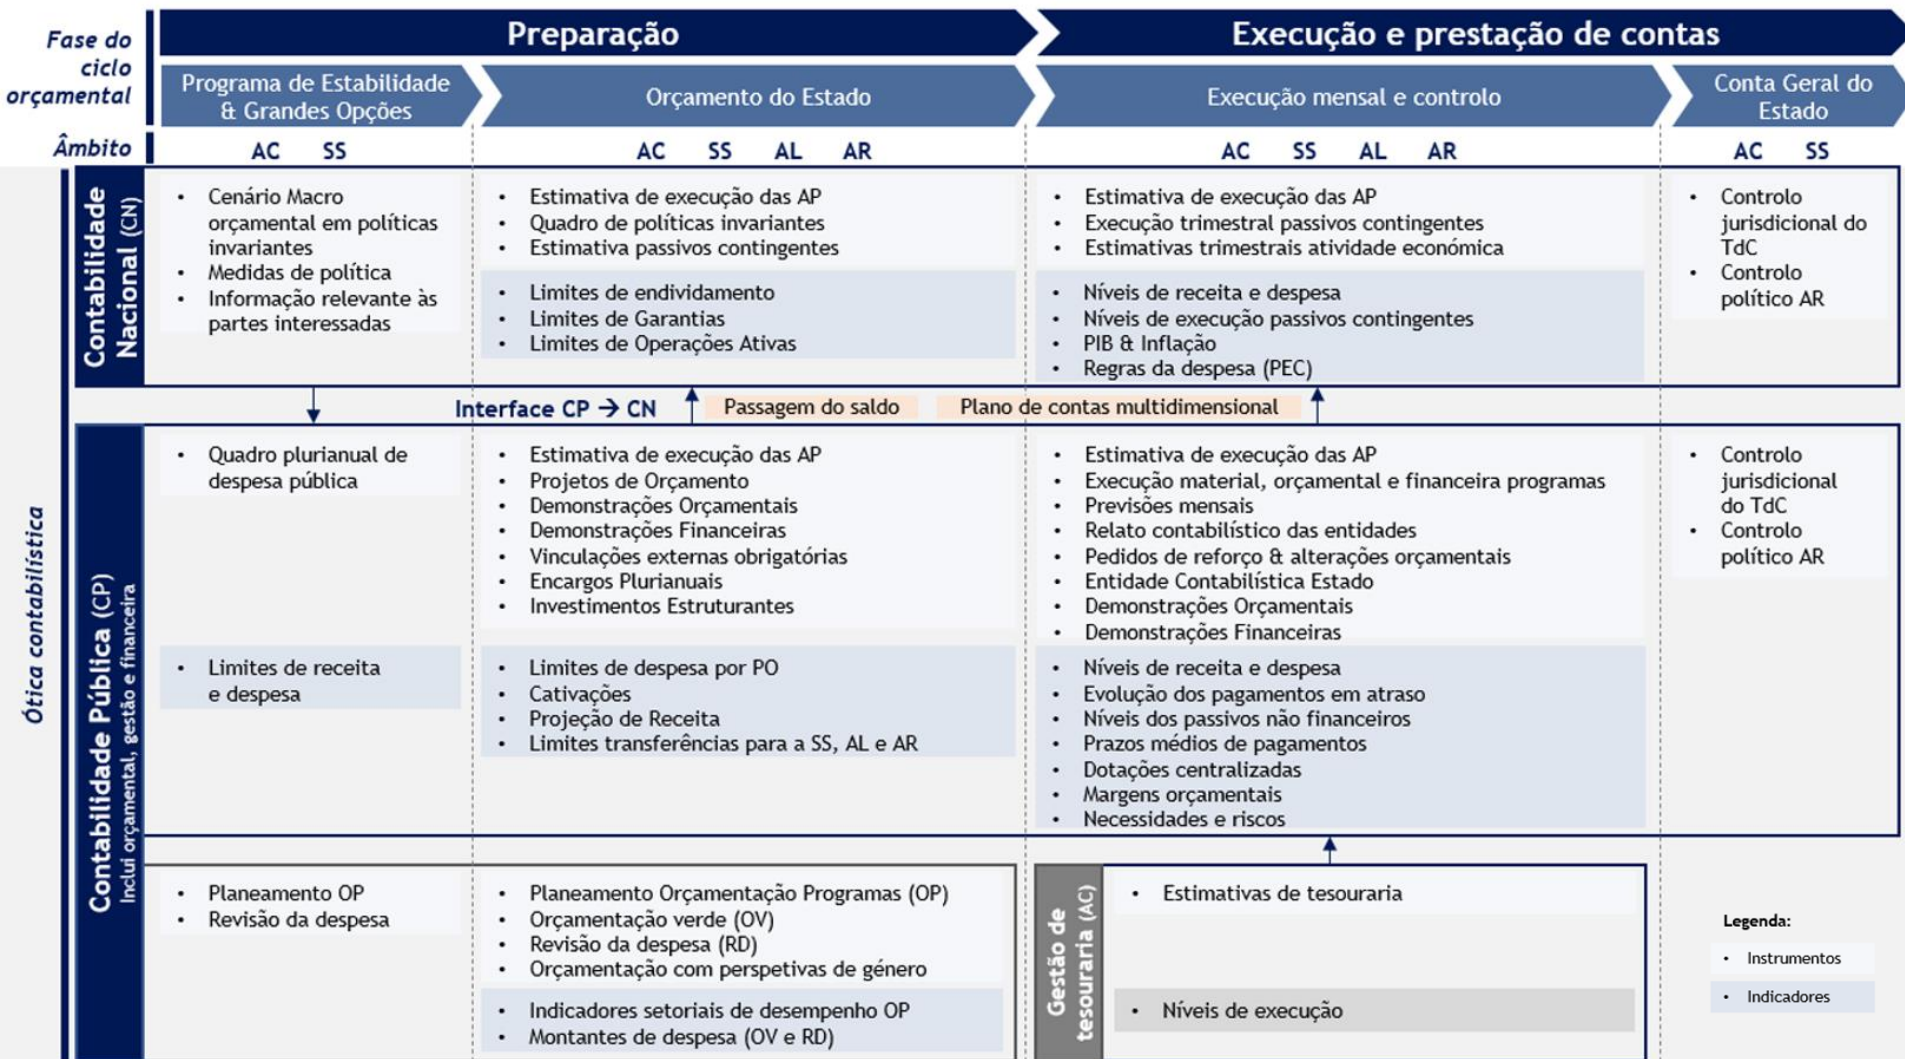 Fase do
ciclo
orçamental
Preparação
Execução e prestação de contas
Programa de Estabilidade
& Grandes Opções
Orçamento do Estado
Execução mensal e controlo
Conta Geral do
Estado
Âmbito
AC SS
AC SS AL AR
AC SS AL AR
AC SS
Ótica contabilística
Contabilidade
Nacional (CN)
• Cenário Macro
orçamental em políticas
invariantes
• Medidas de política
• Informação relevante às
partes interessadas
• Estimativa de execução das AP
• Quadro de políticas invariantes
• Estimativa passivos contingentes
• Limites de endividamento
• Limites de Garantias
• Limites de Operações Ativas
• Estimativa de execução das AP
• Execução trimestral passivos contingentes
• Estimativas trimestrais atividade económica
• Níveis de receita e despesa
• Níveis de execução passivos contingentes
• PIB & Inflação
• Regras da despesa (PEC)
• Controlo
jurisdicional do
TdC
• Controlo
político AR
Interface CP → CN
Passagem do saldo
Plano de contas multidimensional
Contabilidade Pública (CP)
Inclui orçamental, gestão e financeira
• Quadro plurianual de
despesa pública
• Limites de receita
e despesa
• Estimativa de execução das AP
• Projetos de Orçamento
• Demonstrações Orçamentais
• Demonstrações Financeiras
• Vinculações externas obrigatórias
• Encargos Plurianuais
• Investimentos Estruturantes
• Limites de despesa por PO
• Cativações
• Projeção de Receita
• Limites transferências para a SS, AL e AR
• Estimativa de execução das AP
• Execução material, orçamental e financeira programas
• Previsões mensais
• Relato contabilístico das entidades
• Pedidos de reforço & alterações orçamentais
• Entidade Contabilística Estado
• Demonstrações Orçamentais
• Demonstrações Financeiras
• Níveis de receita e despesa
• Evolução dos pagamentos em atraso
• Níveis dos passivos não financeiros
• Prazos médios de pagamentos
• Dotações centralizadas
• Margens orçamentais
• Necessidades e riscos
• Controlo
jurisdicional
do TdC
• Controlo
político AR
• Planeamento OP
• Revisão da despesa
• Planeamento Orçamentação Programas (OP)
• Orçamentação verde (OV)
• Revisão da despesa (RD)
• Orçamentação com perspetivas de género
• Indicadores setoriais de desempenho OP
• Montantes de despesa (OV e RD)
Gestão de
tesouraria (AC)
• Estimativas de tesouraria
• Níveis de execução
Legenda:
• Instrumentos
• Indicadores